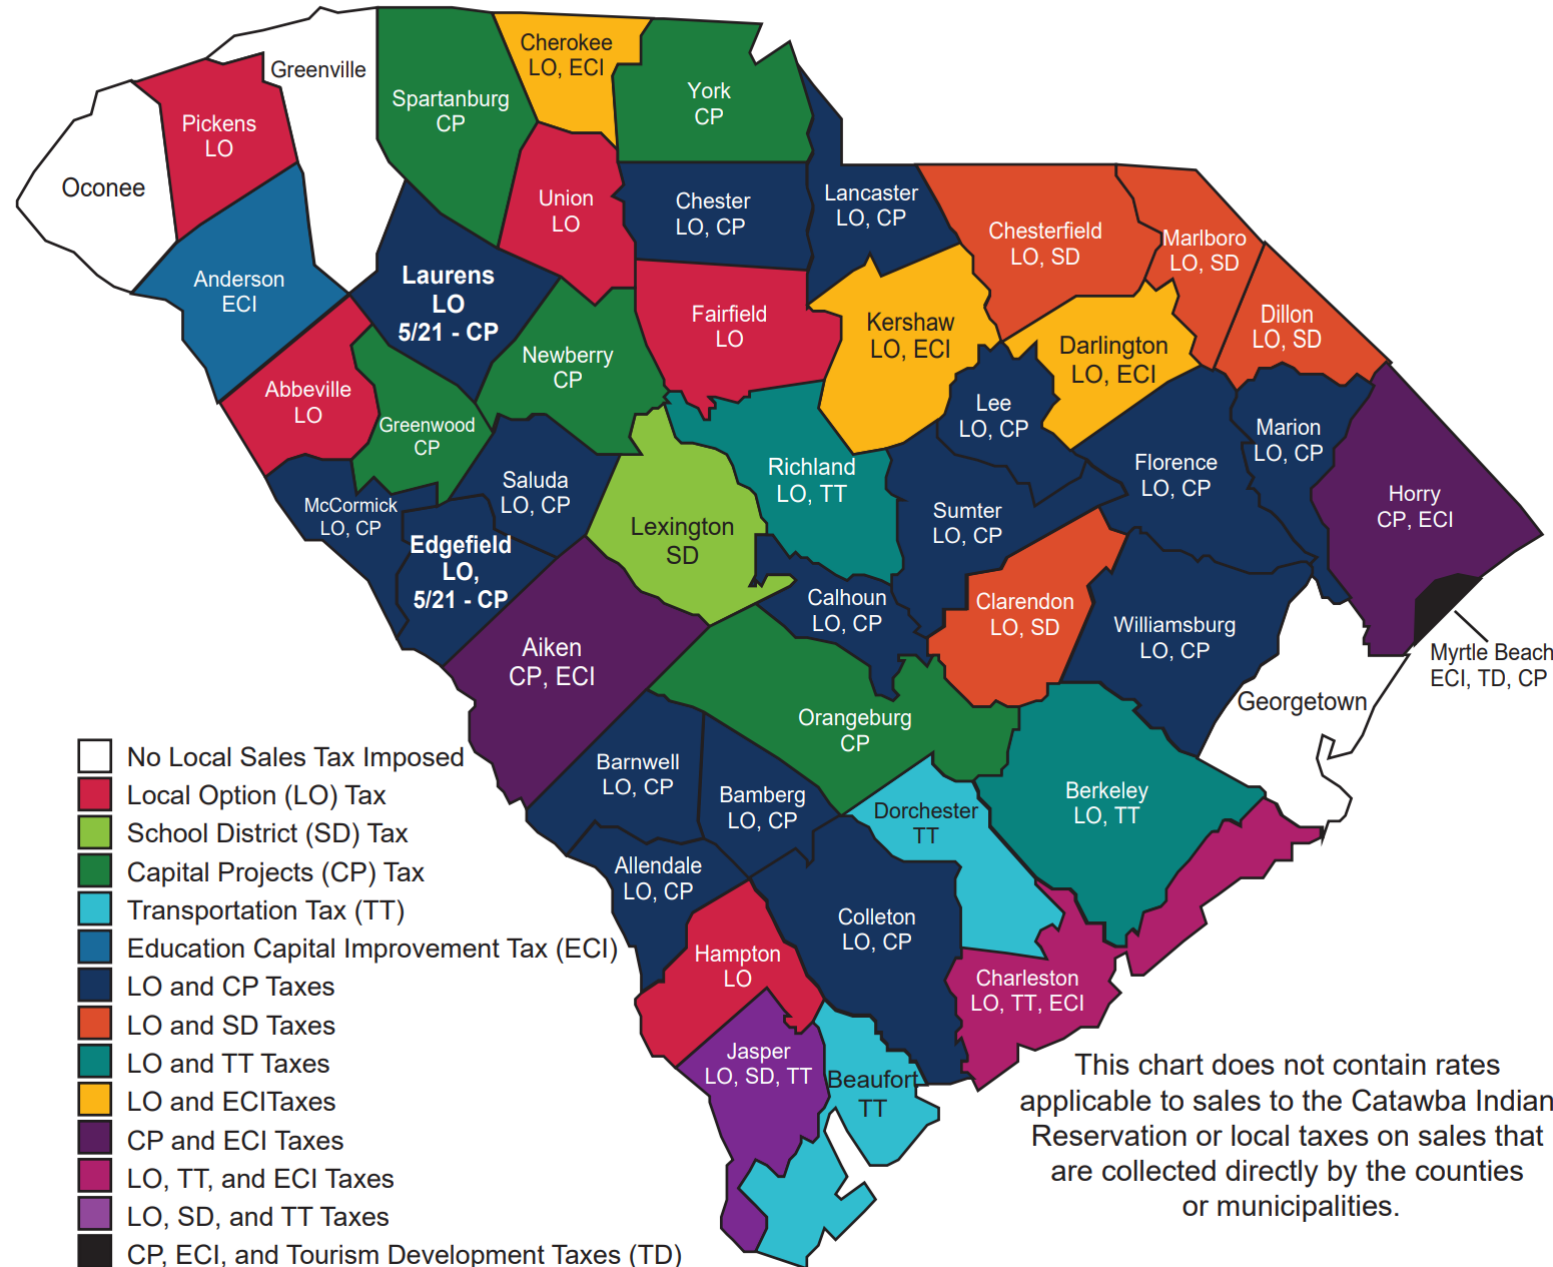 Cherokee
LO, ECI
Greenville
Spartanburg
CP
York
CP
Pickens
LO
Oconee
Union
LO
Chester
LO, CP
Lancaster
LO, CP
Chesterfield
LO, SD
Marlboro
LO, SD
Anderson
ECI
Laurens
LO
5/21 - CP
Fairfield
LO
Kershaw
LO, ECI
Darlington
LO, ECI
Dillon
LO, SD
Newberry
CP
Abbeville
LO
Greenwood
CP
Lee
LO, CP
Marion
LO, CP
Saluda
LO, CP
Richland
LO, TT
Florence
LO, CP
Horry
CP, ECI
McCormick
LO, CP
Lexington
SD
Sumter
LO, CP
Edgefield
LO,
5/21 - CP
Calhoun
LO, CP
Clarendon
LO, SD
Williamsburg
LO, CP
Aiken
CP, ECI
Myrtle Beach
ECI, TD, CP
Georgetown
Orangeburg
CP
Barnwell
LO, CP
Bamberg
LO, CP
Dorchester
TT
Berkeley
LO, TT
Allendale
LO, CP
Colleton
LO, CP
Hampton
LO
Charleston
LO, TT, ECI
Jasper
LO, SD, TT
Beaufort
TT
No Local Sales Tax Imposed
Local Option (LO) Tax
School District (SD) Tax
Capital Projects (CP) Tax
Transportation Tax (TT)
Education Capital Improvement Tax (ECI)
LO and CP Taxes
LO and SD Taxes
LO and TT Taxes
LO and ECITaxes
CP and ECI Taxes
LO, TT, and ECI Taxes
LO, SD, and TT Taxes
CP, ECI, and Tourism Development Taxes (TD)
This chart does not contain rates
applicable to sales to the Catawba Indian
Reservation or local taxes on sales that
are collected directly by the counties
or municipalities.